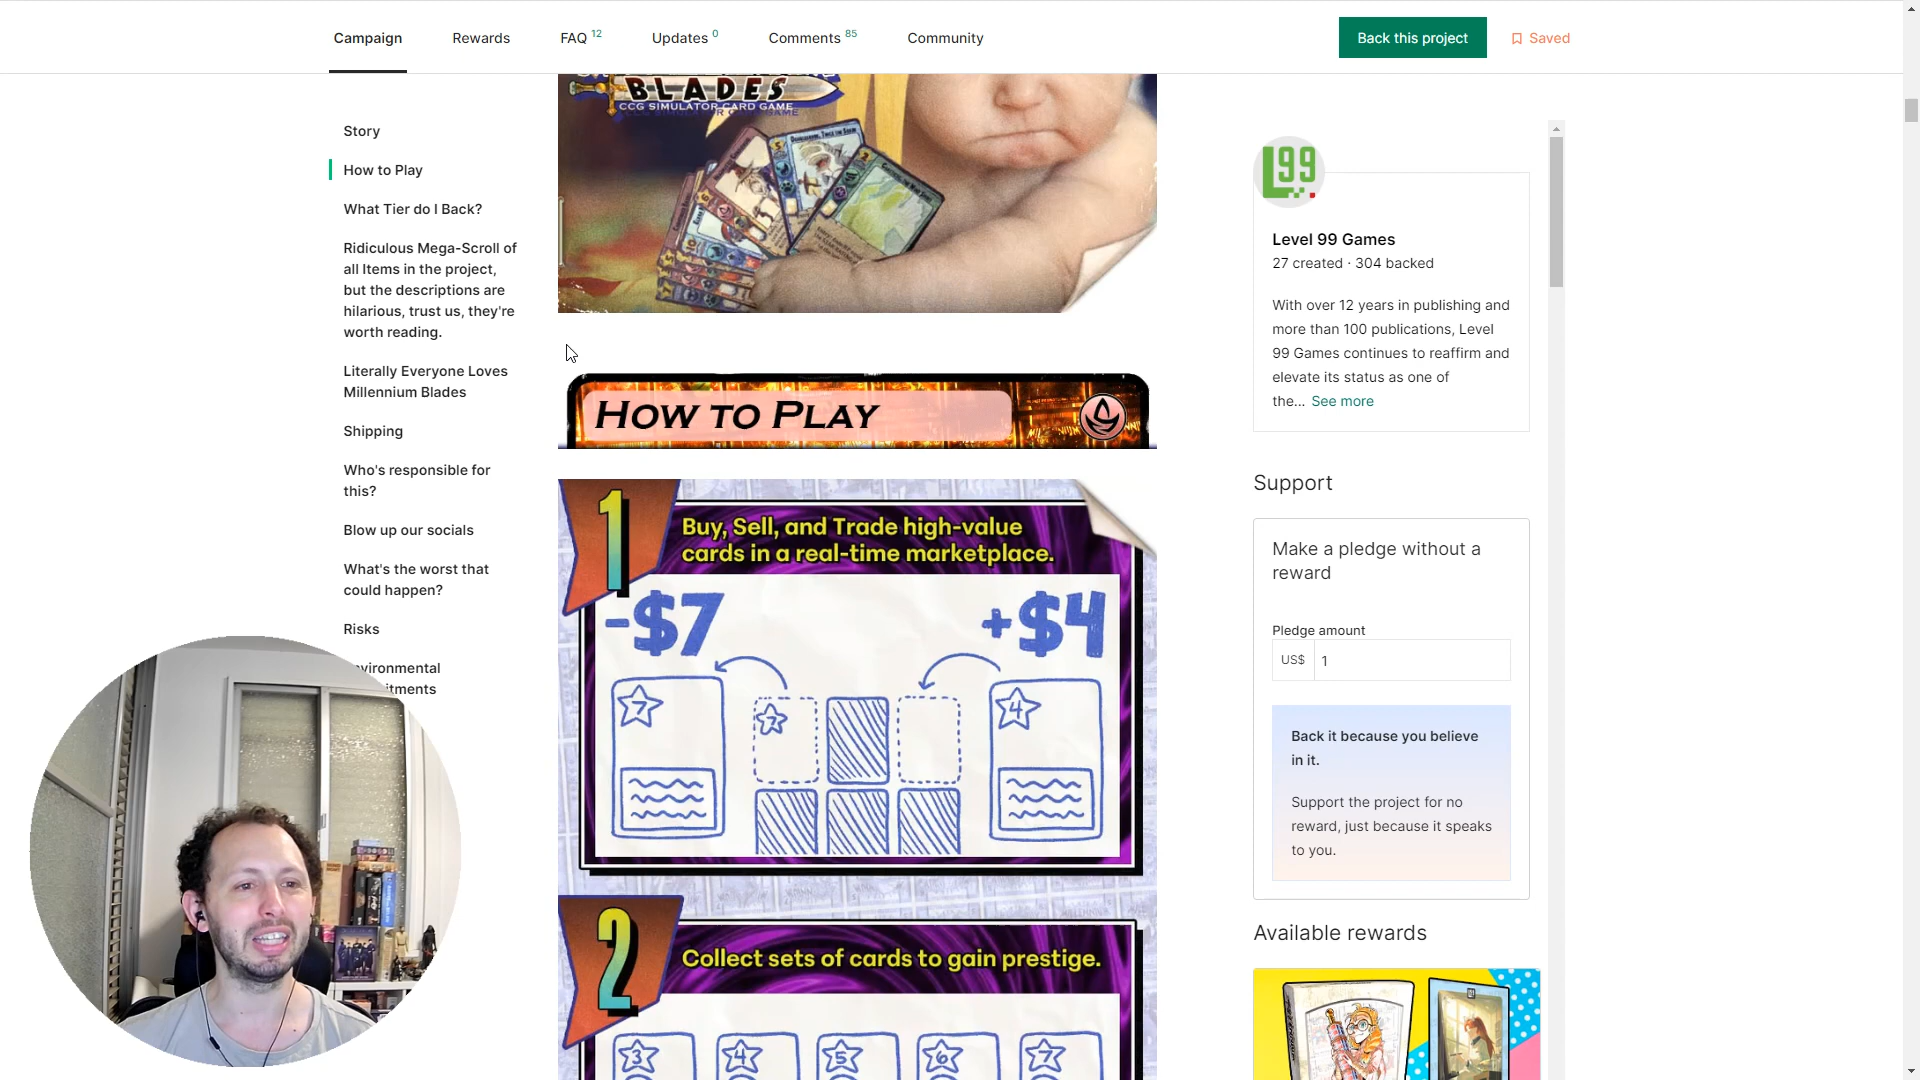 Campaign
Rewards
FAQ 12
Updates 0
Comments 85
Community
Back this project
Saved
Story
How to Play
What Tier do I Back?
Ridiculous Mega-Scroll of
all Items in the project,
but the descriptions are
hilarious, trust us, they're
worth reading.
Literally Everyone Loves
Millennium Blades
Shipping
Who's responsible for
this?
Blow up our socials
What's the worst that
could happen?
Risks
BLADES
CCG SIMULATOR CARD GAME
HOW TO PLAY
1
Buy, Sell, and Trade high-value
cards in a real-time marketplace.
-$7
+$4
7
7
4
2
Collect sets of cards to gain prestige.
3
4
5
6
7
L99
Level 99 Games
27 created · 304 backed
With over 12 years in publishing and
more than 100 publications, Level
99 Games continues to reaffirm and
elevate its status as one of
the... See more
Support
Make a pledge without a
reward
Pledge amount
US$ 1
Back it because you believe
in it.
Support the project for no
reward, just because it speaks
to you.
Available rewards